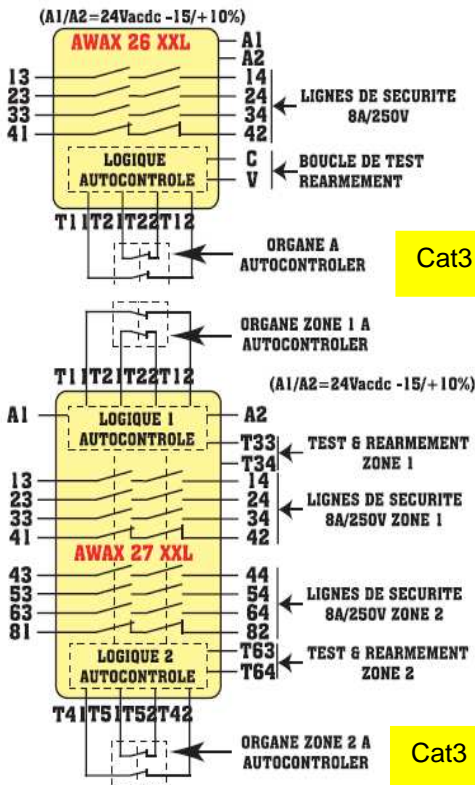 (A1/A2=24Vacdc -15/+10%)
AWAX 26 XXL
A1
A2
13 14
23 24
33 34
41 42
LIGNES DE SECURITE
8A/250V
LOGIQUE
AUTOCONTROLE
C
V
BOUCLE DE TEST
REARMEMENT
T11 T21 T22 T12
ORGANE A
AUTOCONTROLER
Cat3
ORGANE ZONE 1 A
AUTOCONTROLER
T11 T21 T22 T12
(A1/A2=24Vacdc -15/+10%)
A1 A2
LOGIQUE 1
AUTOCONTROLE
T33
T34
TEST & REARMEMENT
ZONE 1
13 14
23 24
33 34
41 42
LIGNES DE SECURITE
8A/250V ZONE 1
AWAX 27 XXL
43 44
53 54
63 64
81 82
LIGNES DE SECURITE
8A/250V ZONE 2
LOGIQUE 2
AUTOCONTROLE
T63
T64
TEST & REARMEMENT
ZONE 2
T41 T51 T52 T42
ORGANE ZONE 2 A
AUTOCONTROLER
Cat3